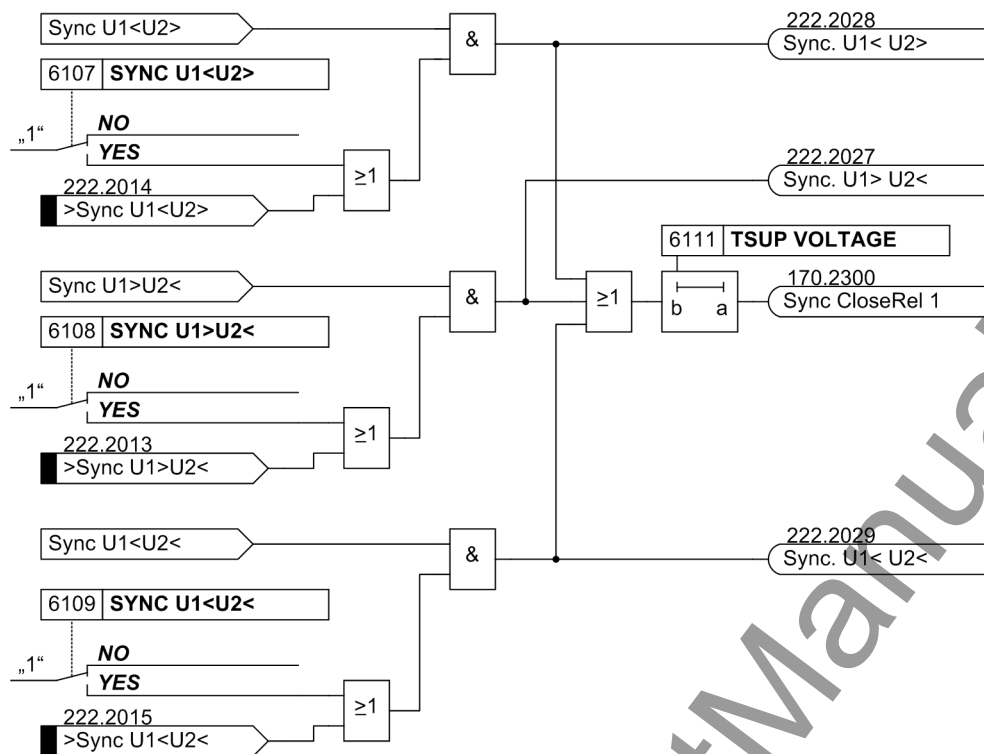 Sync U1<U2>
6107 SYNC U1<U2>
„1“
NO
YES
222.2014
>Sync U1<U2>
≥1
&
222.2028
Sync. U1< U2>
222.2027
Sync. U1> U2<
6111 TSUP VOLTAGE
170.2300
Sync CloseRel 1
≥1
b a
Sync U1>U2<
6108 SYNC U1>U2<
„1“
NO
YES
222.2013
>Sync U1>U2<
≥1
&
Sync U1<U2<
6109 SYNC U1<U2<
„1“
NO
YES
222.2015
>Sync U1<U2<
≥1
&
222.2029
Sync. U1< U2<
tManua